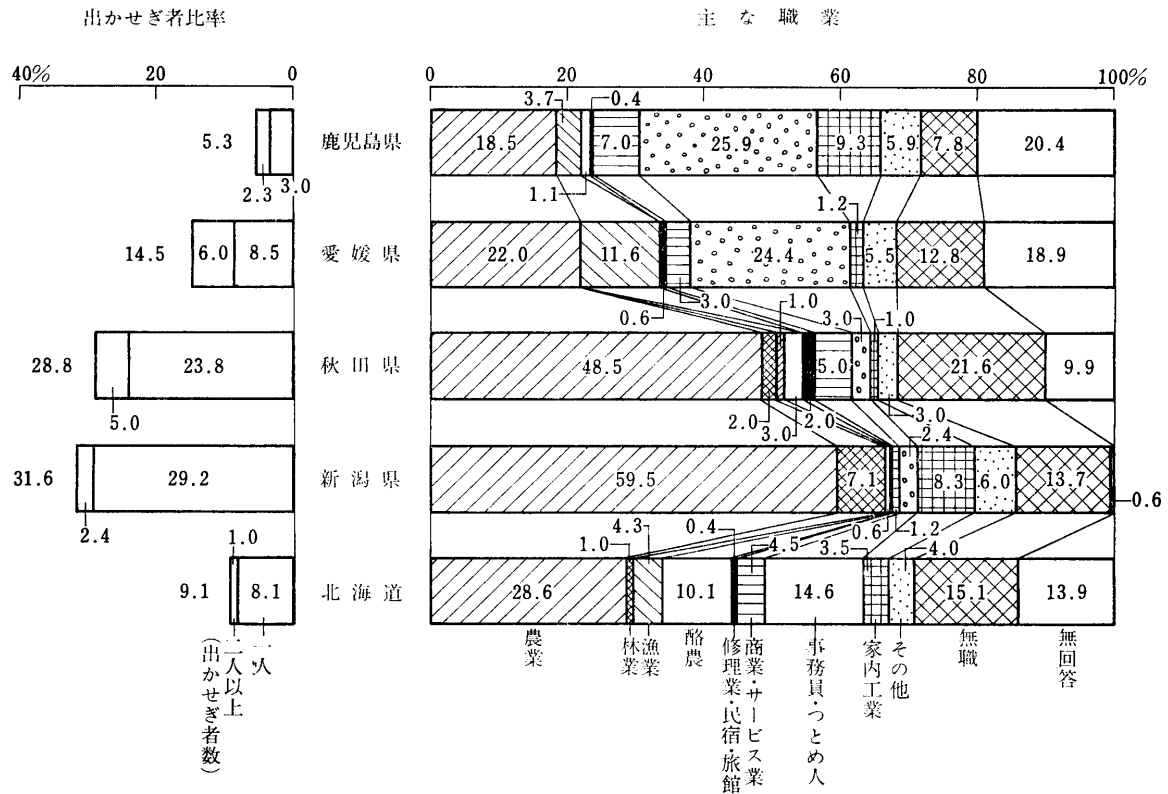 出かせぎ者比率
主な職業
40% 20 0
0 20 40 60 80 100%
3.7 0.4
5.3 鹿児島県 18.5 7.0 25.9 9.3 5.9 7.8 20.4
2.3 3.0 1.1
1.2
14.5 6.0 8.5 愛媛県 22.0 11.6 24.4 5.5 12.8 18.9
0.6 3.0 1.0 3.0 1.0
28.8 23.8 秋田県 48.5 5.0 21.6 9.9
5.0 2.0 3.0 2.0 3.0
2.4
31.6 29.2 新潟県 59.5 7.1 8.3 6.0 13.7 0.6
2.4 0.6 1.2
1.0 1.0 4.3 0.4 4.5 3.5 4.0
9.1 8.1 北海道 28.6 10.1 14.6 15.1 13.9
一人
二人以上
(出かせぎ者数)
農業
林業
漁業
酪農
修理業・民宿・旅館
商業・サービス業
事務員・つとめ人
家内工業
その他
無職
無回答